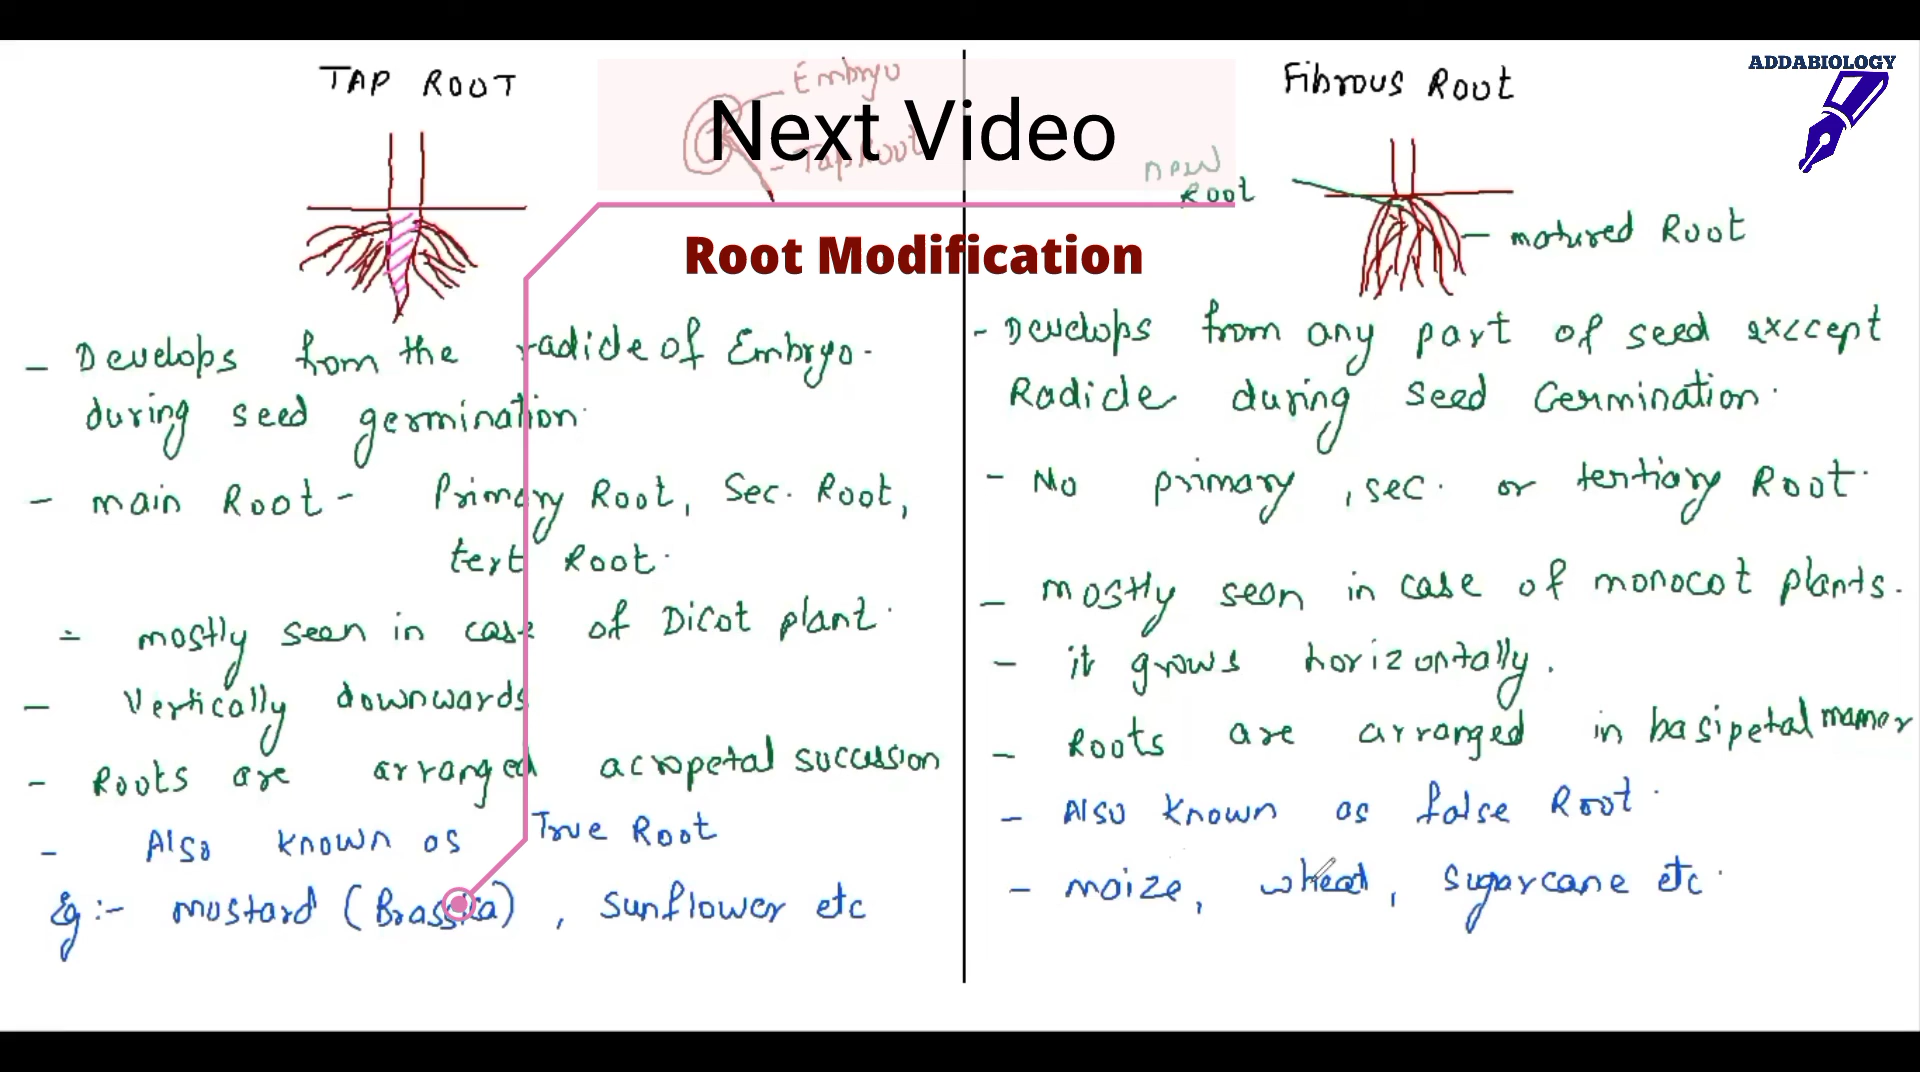 TAP ROOT
Embryo
Next Video
Tap Root
Root Modification
Fibrous Root
ADDABIOLOGY
new
Root
- matured Root
- Develops from the radicle of Embryo.
during seed germination.
- main Root - Primary Root, Sec. Root,
tert Root.
- mostly seen in case of Dicot plant.
- Vertically downwards
- Roots are arranged acropetal succession
- Also known as True Root
Eg :- mustard (Brassica), sunflower etc
- Develops from any part of seed except
Radicle during seed Germination.
- No primary, sec. or tertiary Root.
- mostly seen in case of monocot plants.
- it grows horizontally.
- Roots are arranged in basipetal manner
- Also known as false Root.
- maize, wheat, sugarcane etc.